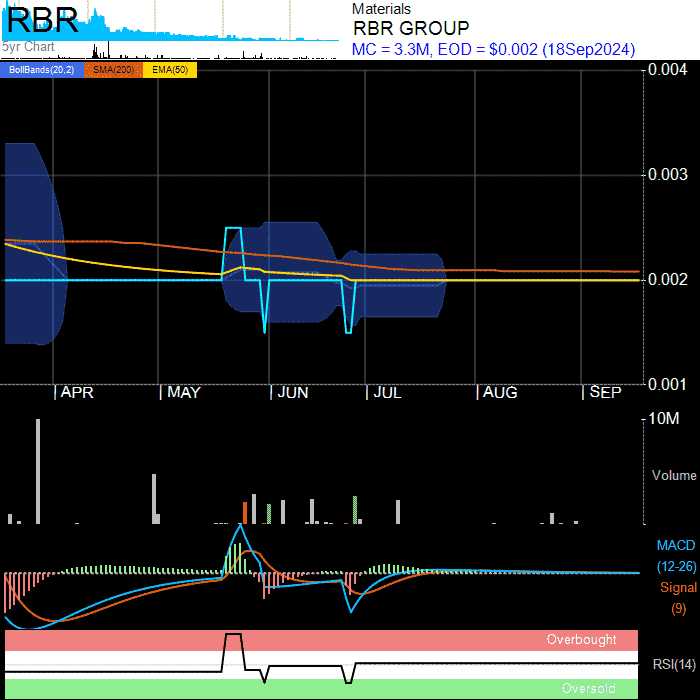 RBR
5yr Chart
Materials
RBR GROUP
MC = 3.3M, EOD = $0.002 (18Sep2024)
BollBands(20,2) SMA(200) EMA(50)
0.004
0.003
0.002
0.001
APR MAY JUN JUL AUG SEP
10M
Volume
MACD
(12-26)
Signal
(9)
Overbought
RSI(14)
Oversold